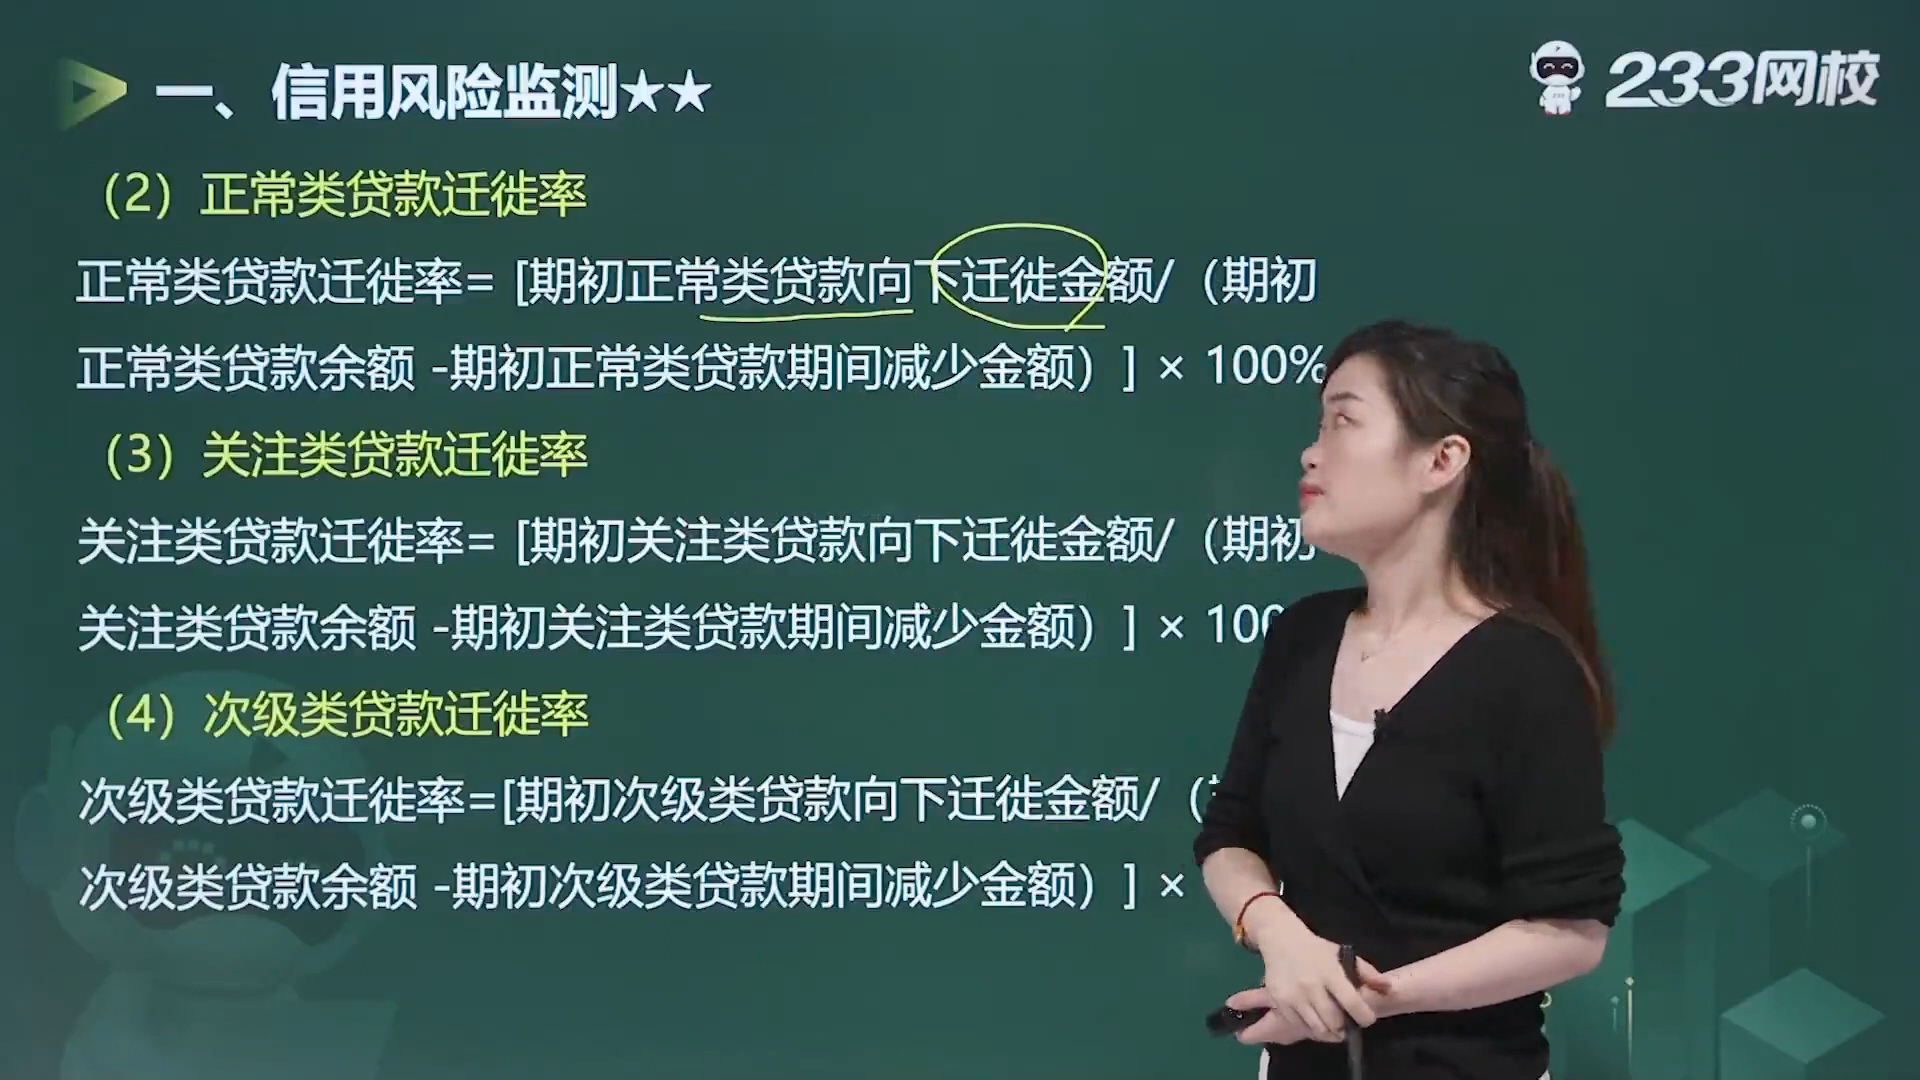 一、信用风险监测★★
233网校
（2）正常类贷款迁徙率
正常类贷款迁徙率= [期初正常类贷款向下迁徙金额/（期初
正常类贷款余额 -期初正常类贷款期间减少金额）] × 100%
（3）关注类贷款迁徙率
关注类贷款迁徙率= [期初关注类贷款向下迁徙金额/（期初
关注类贷款余额 -期初关注类贷款期间减少金额）] × 100
（4）次级类贷款迁徙率
次级类贷款迁徙率=[期初次级类贷款向下迁徙金额/（
次级类贷款余额 -期初次级类贷款期间减少金额）] ×